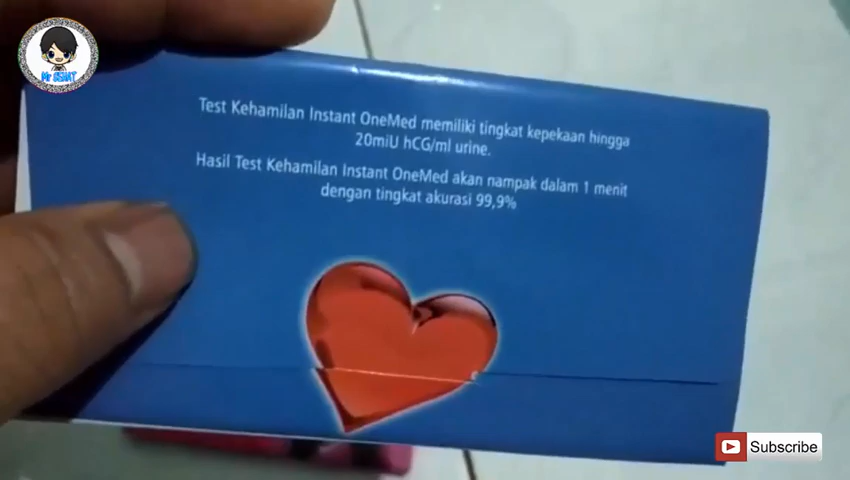 Test Kehamilan Instant OneMed memiliki tingkat kepekaan hingga
20miU hCG/ml urine.
Hasil Test Kehamilan Instant OneMed akan nampak dalam 1 menit
dengan tingkat akurasi 99,9%
Subscribe